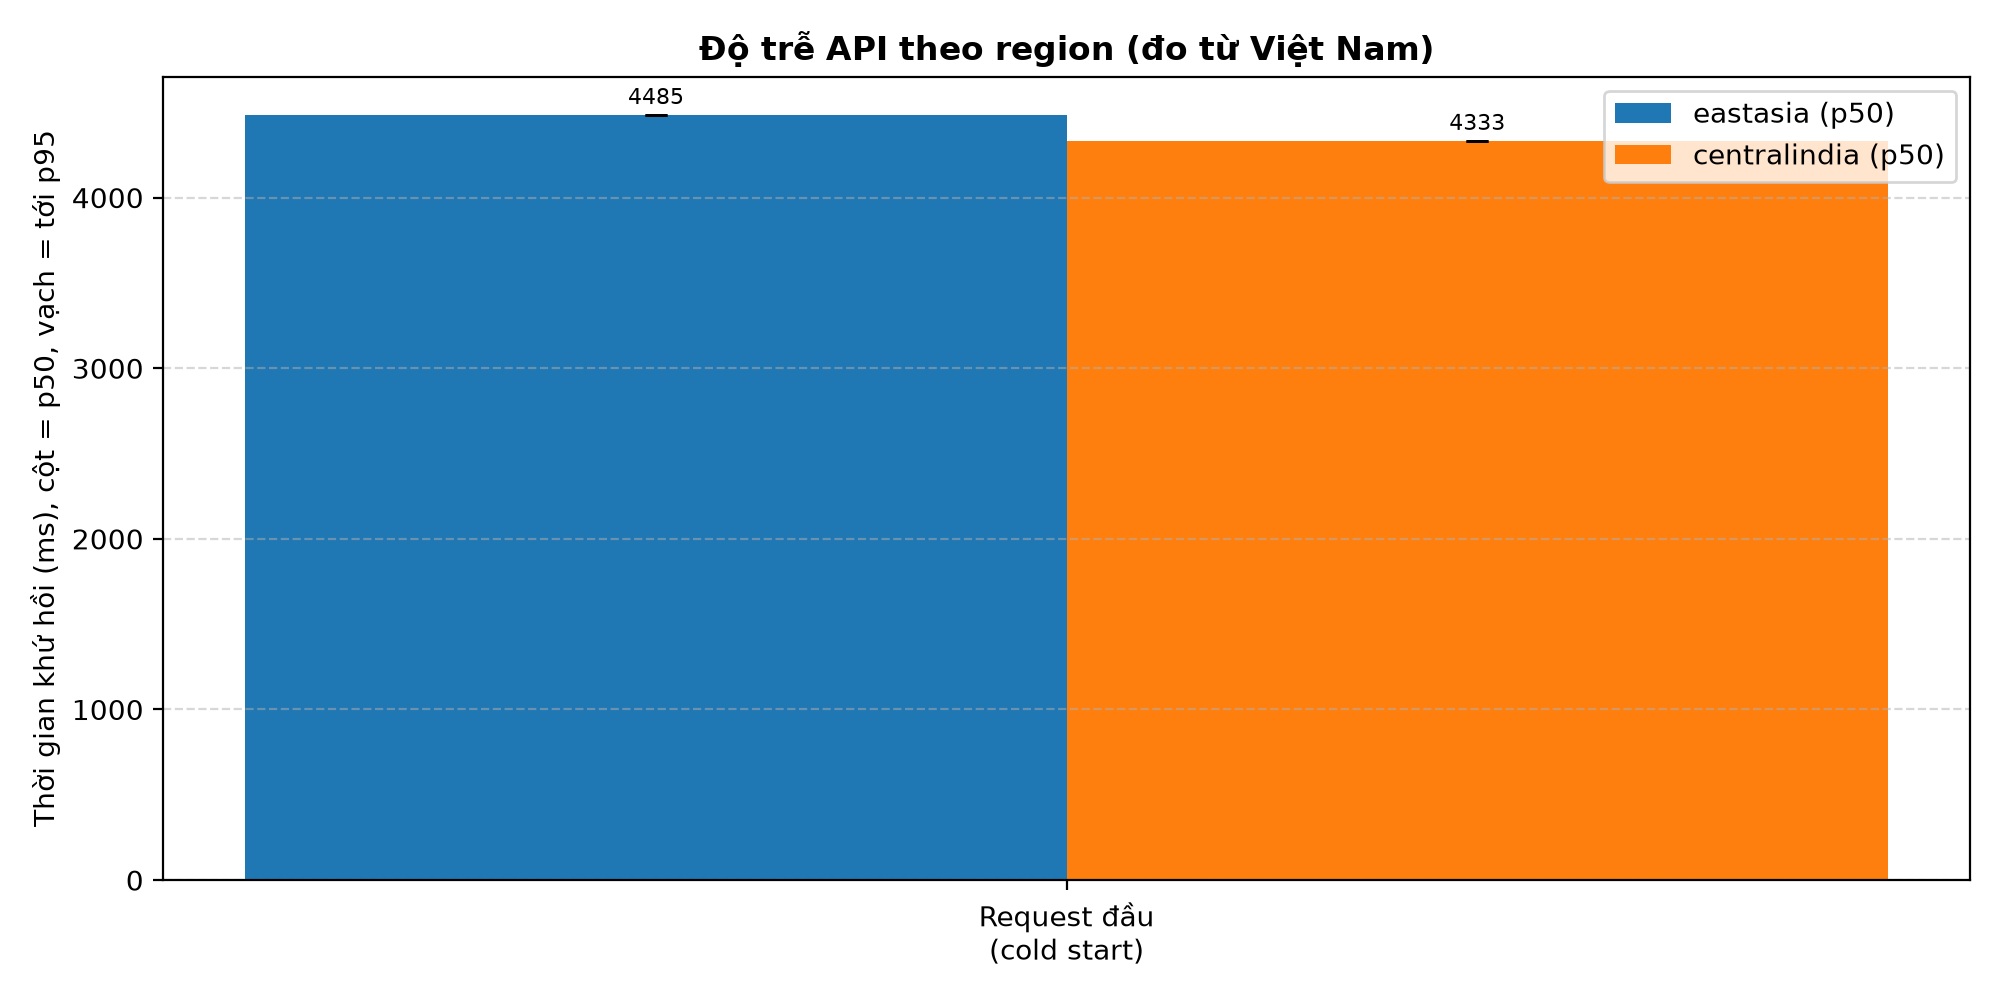 Độ trễ API theo region (đo từ Việt Nam)
4485
4333
eastasia (p50)
centralindia (p50)
Thời gian khứ hồi (ms), cột = p50, vạch = tới p95
4000
3000
2000
1000
0
Request đầu
(cold start)